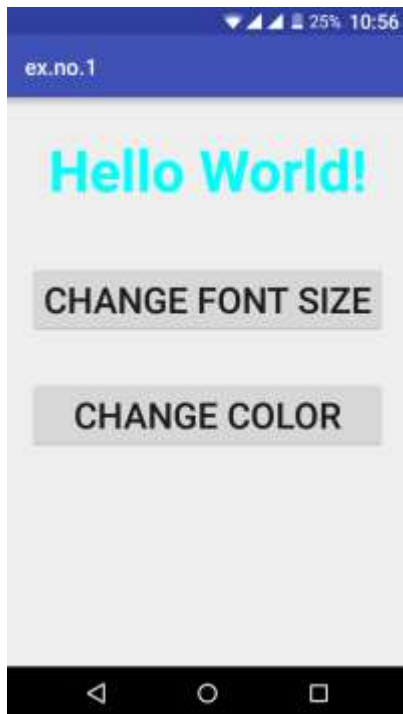 25% 10:56
ex.no.1
Hello World!
CHANGE FONT SIZE
CHANGE COLOR